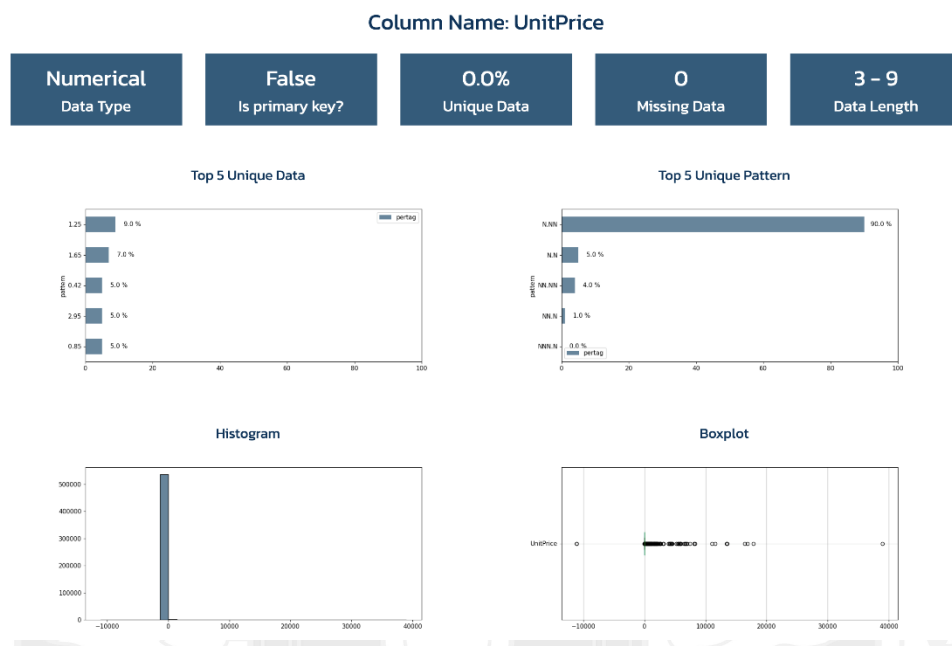 Column Name: UnitPrice
Numerical
Data Type
False
Is primary key?
0.0%
Unique Data
0
Missing Data
3 - 9
Data Length
Top 5 Unique Data
pertag
1.25
9.0 %
1.65
7.0 %
0.42
5.0 %
2.95
5.0 %
0.85
5.0 %
pattern
0 20 40 60 80 100
Top 5 Unique Pattern
N.NN
90.0 %
N.N
5.0 %
NN.NN
4.0 %
NN.N
1.0 %
NNN.N
0.0 %
pattern
pertag
0 20 40 60 80 100
Histogram
500000
400000
300000
200000
100000
0
−10000 0 10000 20000 30000 40000
Boxplot
UnitPrice
−10000 0 10000 20000 30000 40000